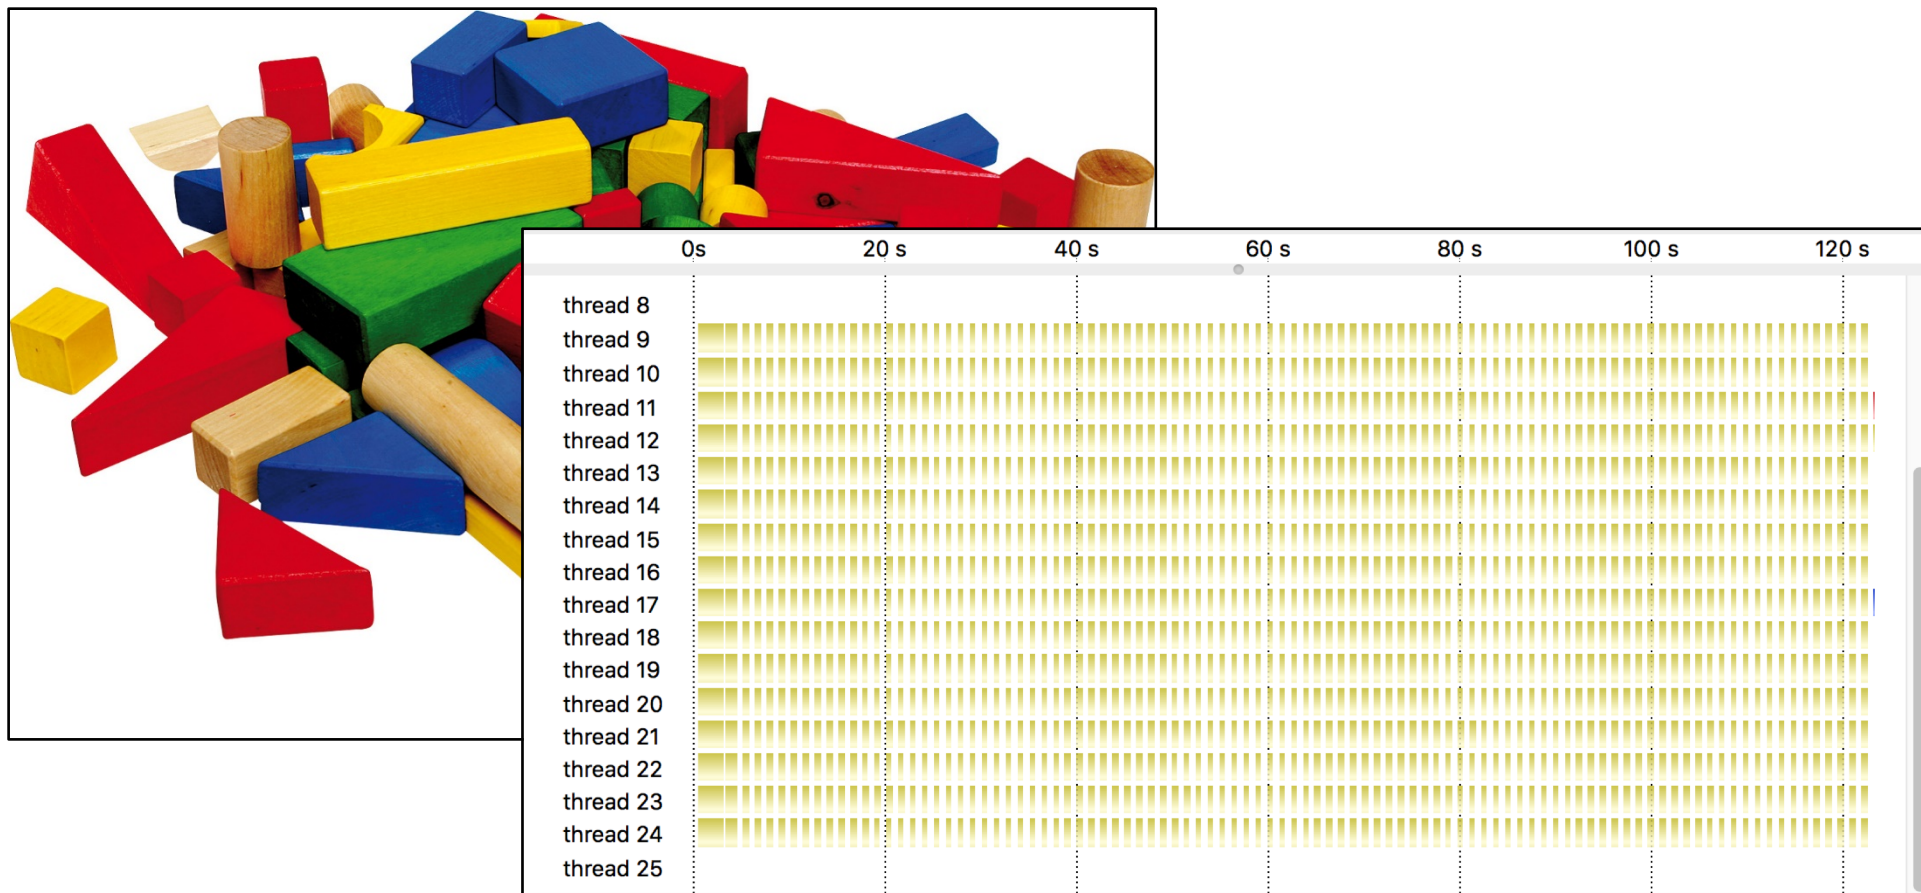 0s 20 s 40 s 60 s 80 s 100 s 120 s
thread 8
thread 9
thread 10
thread 11
thread 12
thread 13
thread 14
thread 15
thread 16
thread 17
thread 18
thread 19
thread 20
thread 21
thread 22
thread 23
thread 24
thread 25